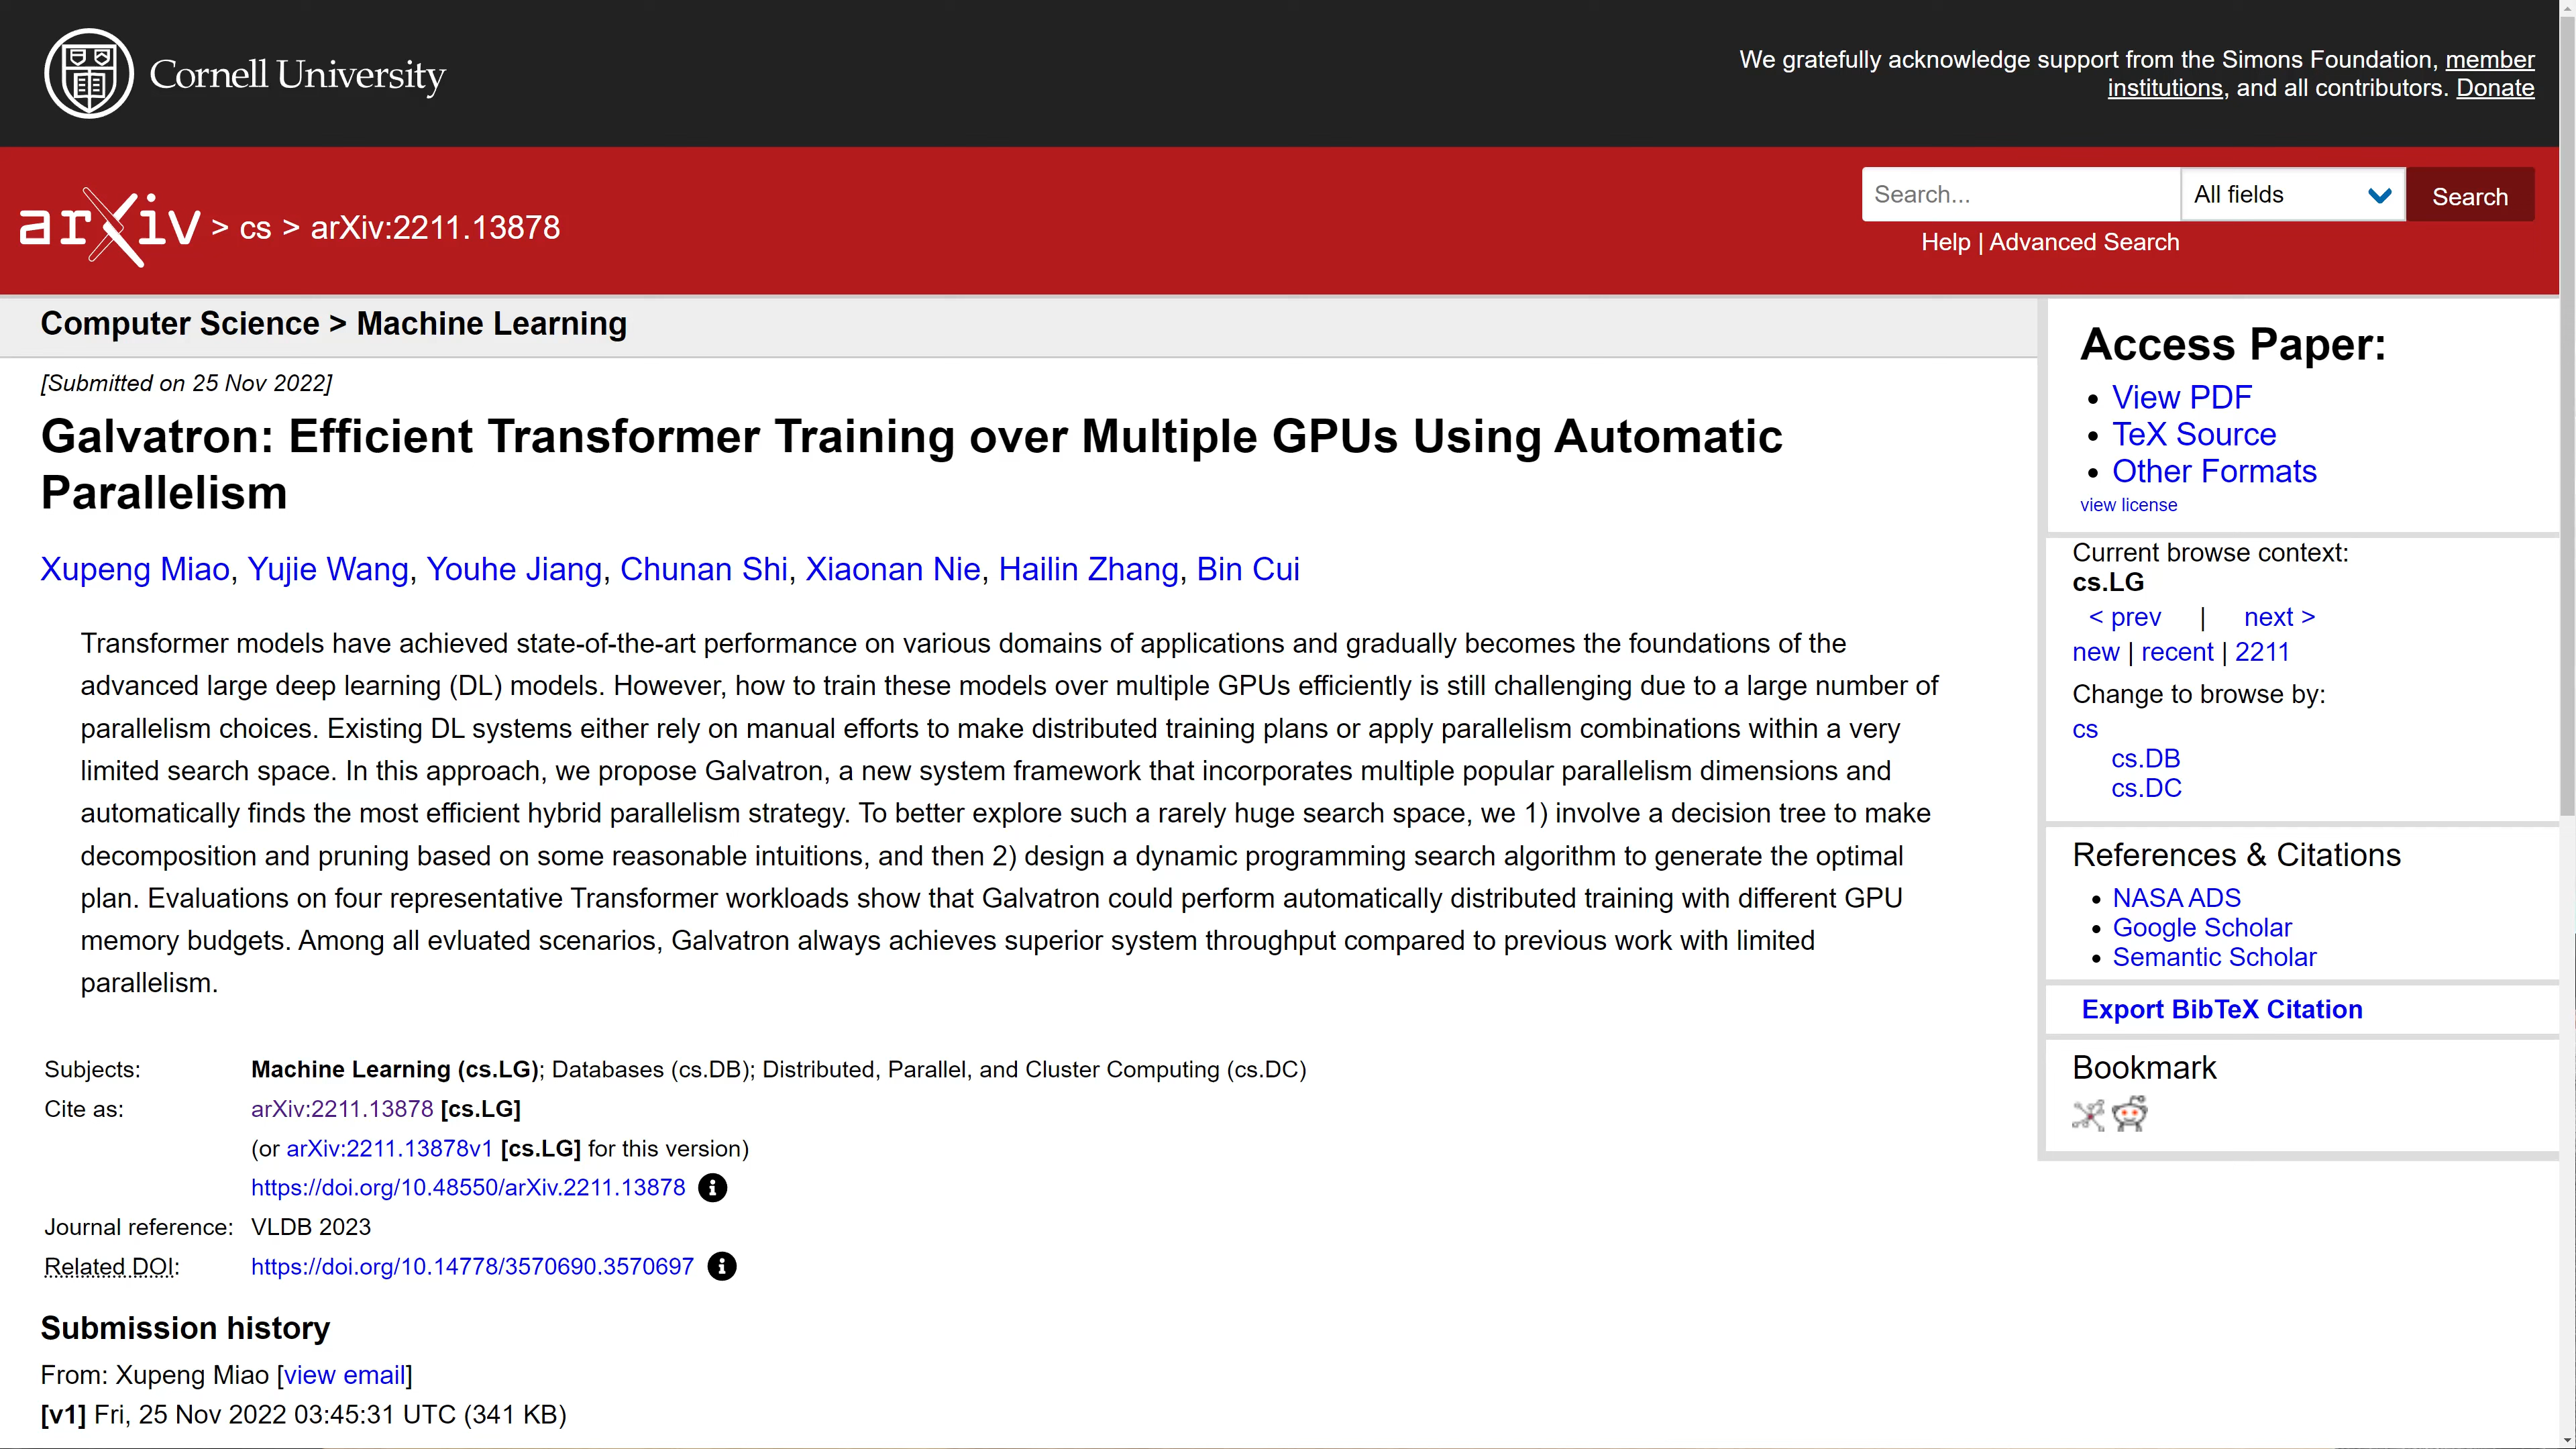 Cornell University
We gratefully acknowledge support from the Simons Foundation, member
institutions, and all contributors. Donate
arXiv > cs > arXiv:2211.13878
Search...
All fields
Search
Help | Advanced Search
Computer Science > Machine Learning
[Submitted on 25 Nov 2022]
Galvatron: Efficient Transformer Training over Multiple GPUs Using Automatic
Parallelism
Xupeng Miao, Yujie Wang, Youhe Jiang, Chunan Shi, Xiaonan Nie, Hailin Zhang, Bin Cui
Transformer models have achieved state-of-the-art performance on various domains of applications and gradually becomes the foundations of the
advanced large deep learning (DL) models. However, how to train these models over multiple GPUs efficiently is still challenging due to a large number of
parallelism choices. Existing DL systems either rely on manual efforts to make distributed training plans or apply parallelism combinations within a very
limited search space. In this approach, we propose Galvatron, a new system framework that incorporates multiple popular parallelism dimensions and
automatically finds the most efficient hybrid parallelism strategy. To better explore such a rarely huge search space, we 1) involve a decision tree to make
decomposition and pruning based on some reasonable intuitions, and then 2) design a dynamic programming search algorithm to generate the optimal
plan. Evaluations on four representative Transformer workloads show that Galvatron could perform automatically distributed training with different GPU
memory budgets. Among all evluated scenarios, Galvatron always achieves superior system throughput compared to previous work with limited
parallelism.
Subjects: Machine Learning (cs.LG); Databases (cs.DB); Distributed, Parallel, and Cluster Computing (cs.DC)
Cite as: arXiv:2211.13878 [cs.LG]
(or arXiv:2211.13878v1 [cs.LG] for this version)
https://doi.org/10.48550/arXiv.2211.13878
Journal reference: VLDB 2023
Related DOI: https://doi.org/10.14778/3570690.3570697
Submission history
From: Xupeng Miao [view email]
[v1] Fri, 25 Nov 2022 03:45:31 UTC (341 KB)
Access Paper:
View PDF
TeX Source
Other Formats
view license
Current browse context:
cs.LG
< prev | next >
new | recent | 2211
Change to browse by:
cs
cs.DB
cs.DC
References & Citations
NASA ADS
Google Scholar
Semantic Scholar
Export BibTeX Citation
Bookmark